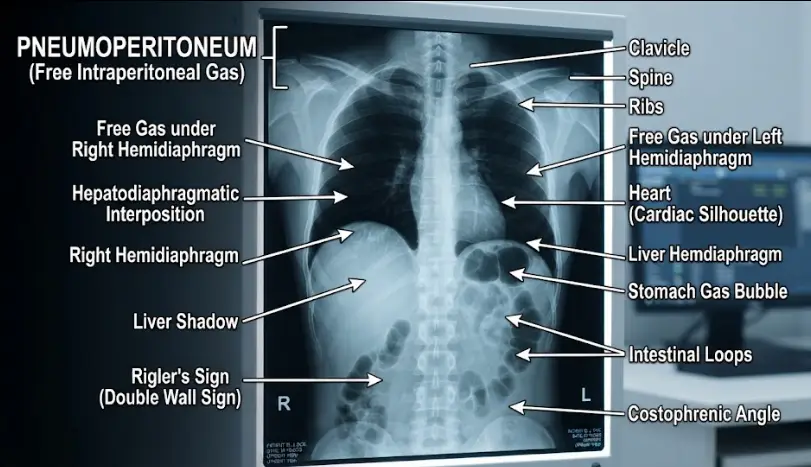 PNEUMOPERITONEUM
(Free Intraperitoneal Gas)
Free Gas under
Right Hemidiaphragm
Hepatodiaphragmatic
Interposition
Right Hemidiaphragm
Liver Shadow
Rigler's Sign
(Double Wall Sign)
R
Clavicle
Spine
Ribs
Free Gas under Left
Hemidiaphragm
Heart
(Cardiac Silhouette)
Liver Hemdiaphragm
Stomach Gas Bubble
Intestinal Loops
Costophrenic Angle
L